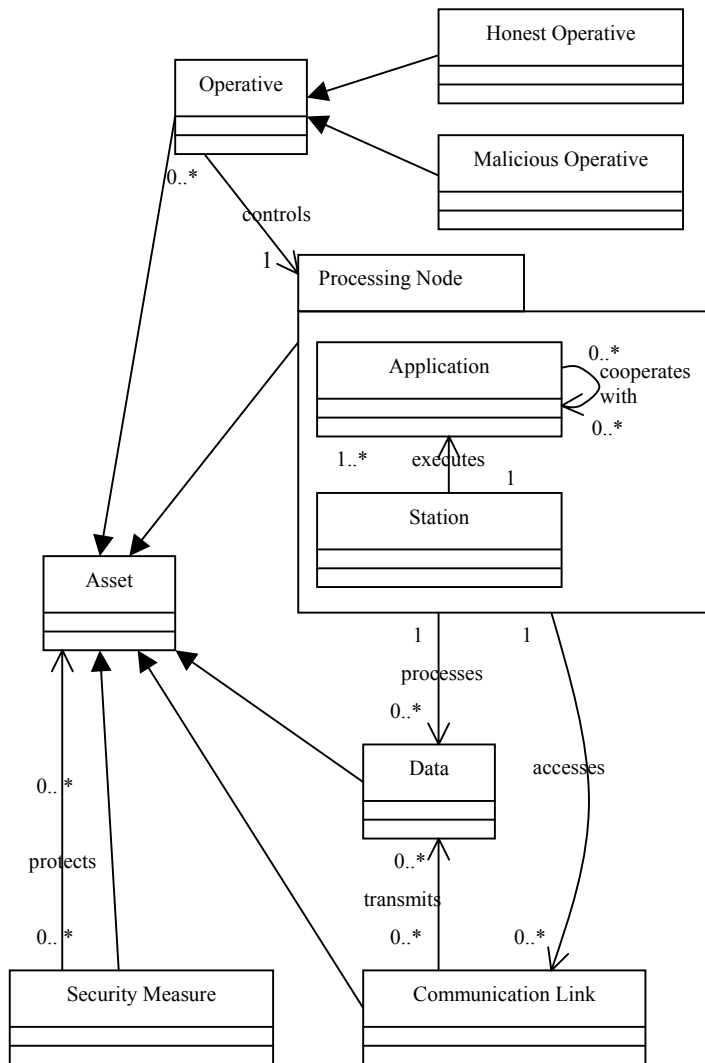 Honest Operative
Operative
Malicious Operative
0..*
controls
1
Processing Node
Application
0..*
cooperates
with
0..*
1..*
executes
1
Station
Asset
1
1
processes
0..*
Data
accesses
0..*
protects
0..*
transmits
0..*
0..*
0..*
Security Measure
Communication Link